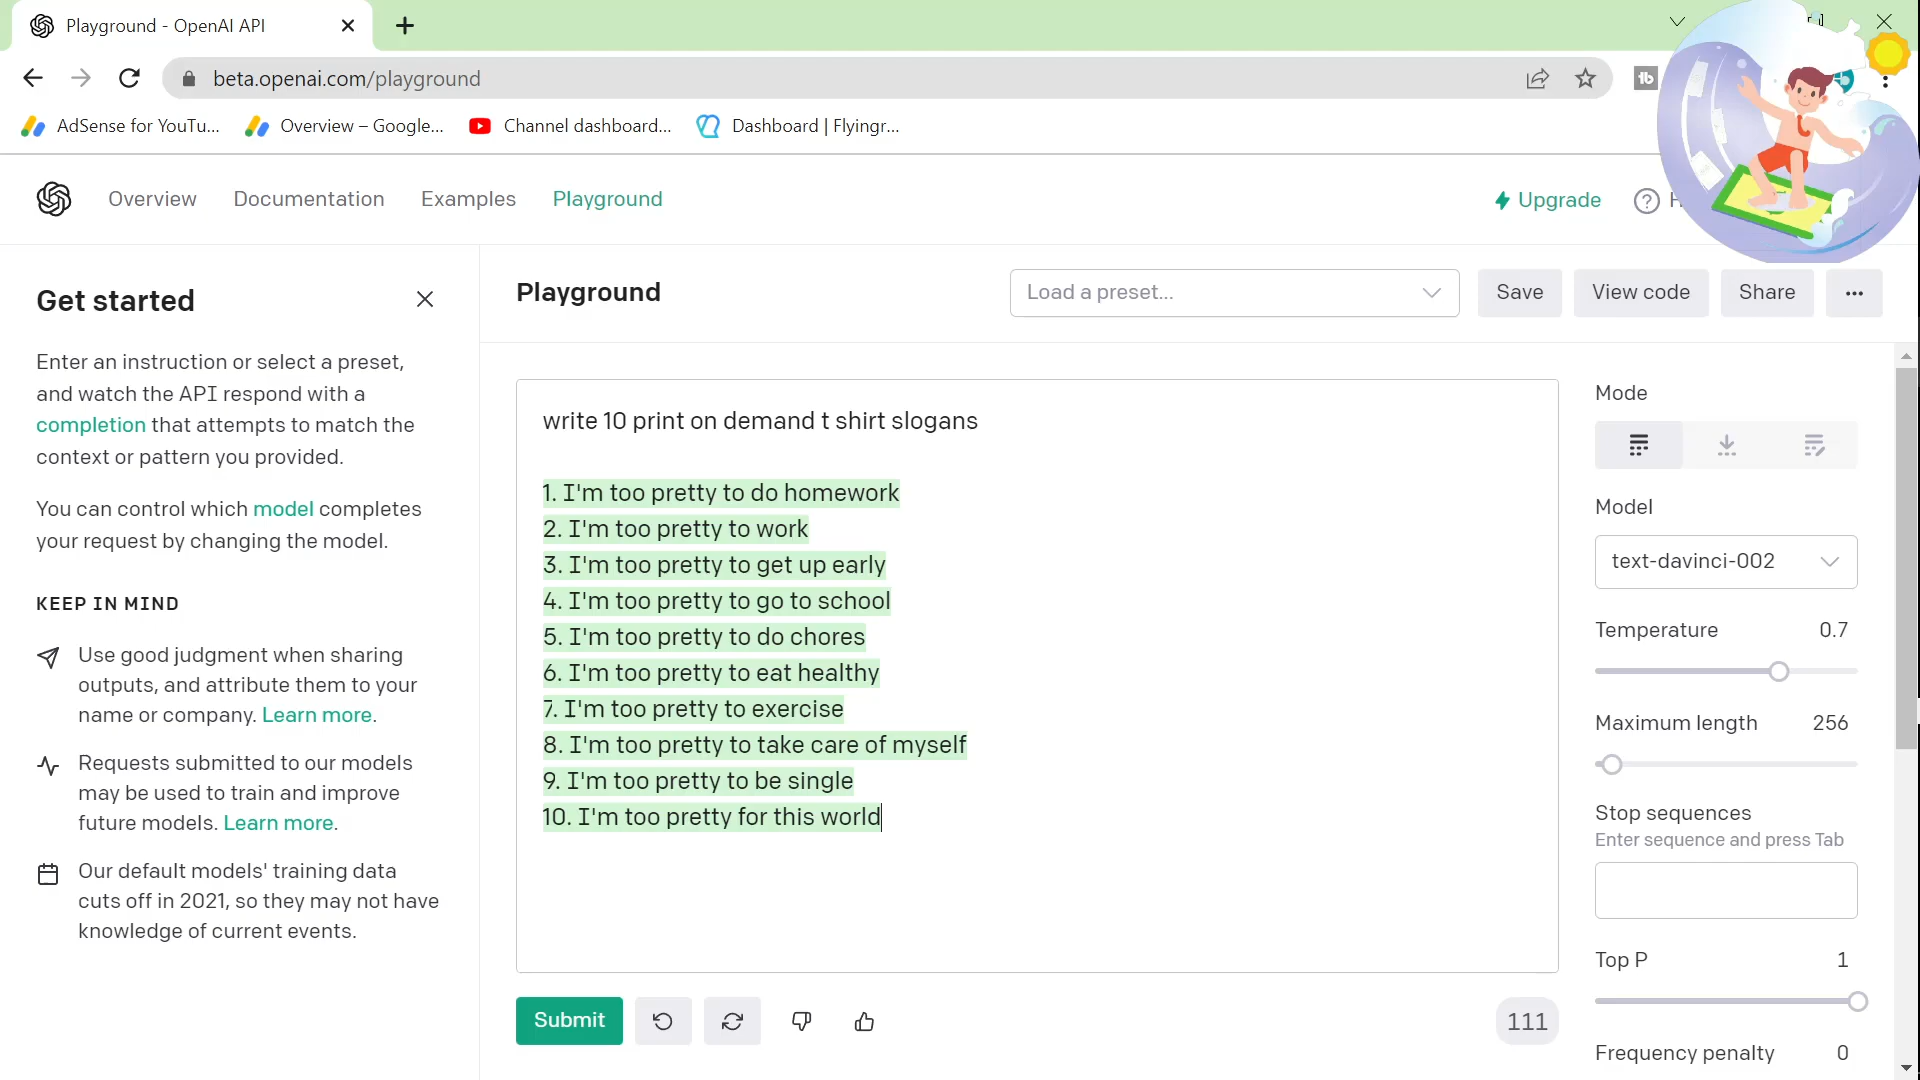 Playground - OpenAI API
beta.openai.com/playground
AdSense for YouTu...
Overview – Google...
Channel dashboard...
Dashboard | Flyingr...
Overview
Documentation
Examples
Playground
Upgrade
Get started
Enter an instruction or select a preset,
and watch the API respond with a
completion that attempts to match the
context or pattern you provided.
You can control which model completes
your request by changing the model.
KEEP IN MIND
Use good judgment when sharing
outputs, and attribute them to your
name or company. Learn more.
Requests submitted to our models
may be used to train and improve
future models. Learn more.
Our default models' training data
cuts off in 2021, so they may not have
knowledge of current events.
Playground
Load a preset...
Save
View code
Share
write 10 print on demand t shirt slogans
1. I'm too pretty to do homework
2. I'm too pretty to work
3. I'm too pretty to get up early
4. I'm too pretty to go to school
5. I'm too pretty to do chores
6. I'm too pretty to eat healthy
7. I'm too pretty to exercise
8. I'm too pretty to take care of myself
9. I'm too pretty to be single
10. I'm too pretty for this world
Submit
111
Mode
Model
text-davinci-002
Temperature 0.7
Maximum length 256
Stop sequences
Enter sequence and press Tab
Top P 1
Frequency penalty 0